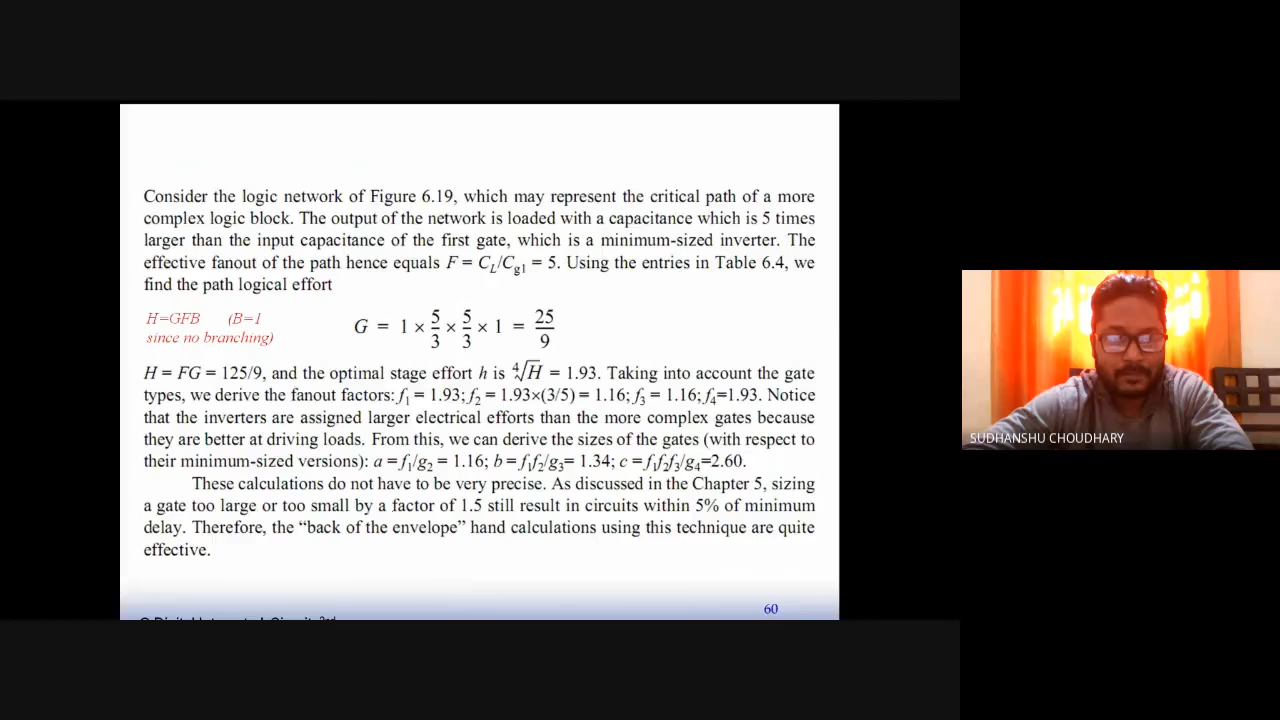 Consider the logic network of Figure 6.19, which may represent the critical path of a more
complex logic block. The output of the network is loaded with a capacitance which is 5 times
larger than the input capacitance of the first gate, which is a minimum-sized inverter. The
effective fanout of the path hence equals F = C_L/C_g1 = 5. Using the entries in Table 6.4, we
find the path logical effort
H=GFB (B=1
since no branching)
G = 1 × 5/3 × 5/3 × 1 = 25/9
H = FG = 125/9, and the optimal stage effort h is ∜H = 1.93. Taking into account the gate
types, we derive the fanout factors: f₁ = 1.93; f₂ = 1.93×(3/5) = 1.16; f₃ = 1.16; f₄=1.93. Notice
that the inverters are assigned larger electrical efforts than the more complex gates because
they are better at driving loads. From this, we can derive the sizes of the gates (with respect to
their minimum-sized versions): a = f₁/g₂ = 1.16; b = f₁f₂/g₃= 1.34; c = f₁f₂f₃/g₄=2.60.
These calculations do not have to be very precise. As discussed in the Chapter 5, sizing
a gate too large or too small by a factor of 1.5 still result in circuits within 5% of minimum
delay. Therefore, the “back of the envelope” hand calculations using this technique are quite
effective.
60
SUDHANSHU CHOUDHARY